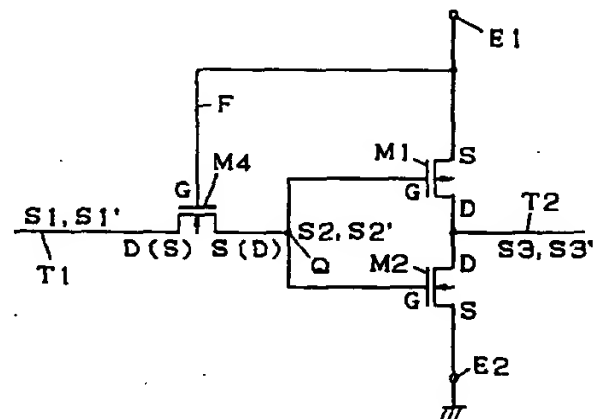 E1
F
M1
S
M4
G
G
D
T2
S1, S1'
D(S)
S(D)
S2, S2'
Q
S3, S3'
T1
M2
D
G
S
E2